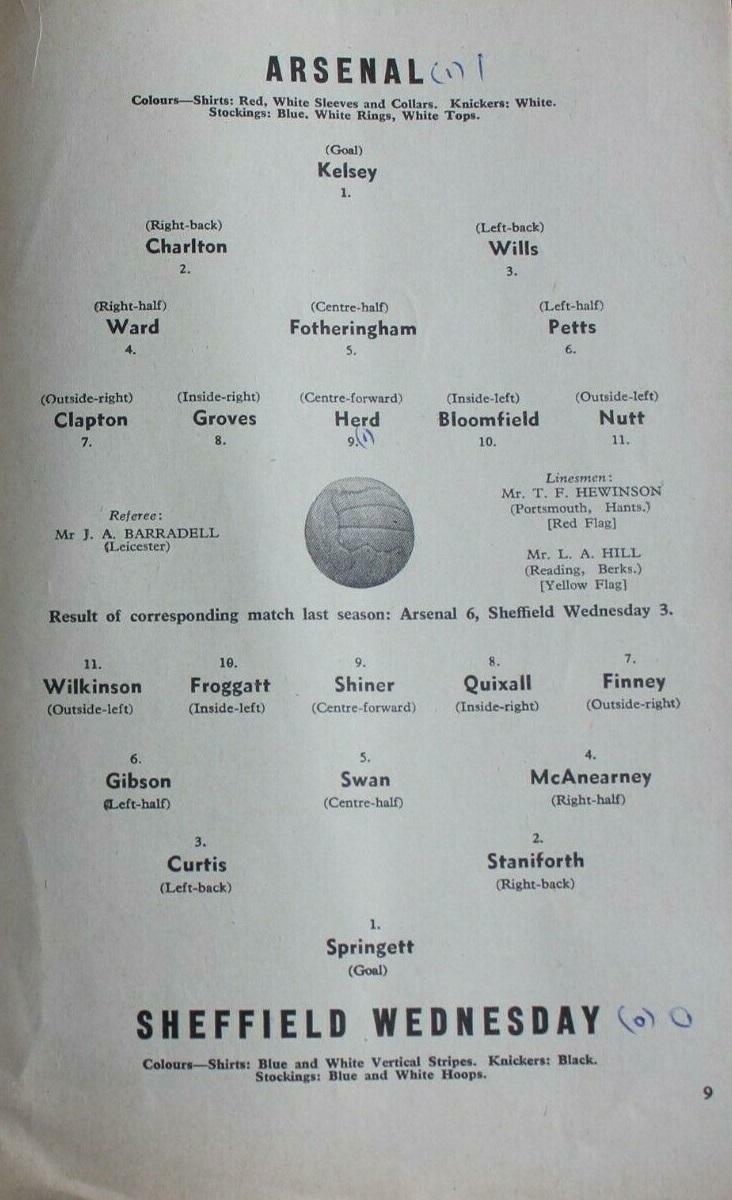 ARSENAL (1) 1
Colours—Shirts: Red, White Sleeves and Collars. Knickers: White.
Stockings: Blue. White Rings, White Tops.
(Goal)
Kelsey
1.
(Right-back) (Left-back)
Charlton Wills
2. 3.
(Right-half) (Centre-half) (Left-half)
Ward Fotheringham Petts
4. 5. 6.
(Outside-right) (Inside-right) (Centre-forward) (Inside-left) (Outside-left)
Clapton Groves Herd Bloomfield Nutt
7. 8. 9. (1) 10. 11.
Referee:
Mr J. A. BARRADELL
(Leicester)
Linesmen:
Mr. T. F. HEWINSON
(Portsmouth, Hants.)
[Red Flag]
Mr. L. A. HILL
(Reading, Berks.)
[Yellow Flag]
Result of corresponding match last season: Arsenal 6, Sheffield Wednesday 3.
11. 10. 9. 8. 7.
Wilkinson Froggatt Shiner Quixall Finney
(Outside-left) (Inside-left) (Centre-forward) (Inside-right) (Outside-right)
6. 5. 4.
Gibson Swan McAnearney
(Left-half) (Centre-half) (Right-half)
3. 2.
Curtis Staniforth
(Left-back) (Right-back)
1.
Springett
(Goal)
SHEFFIELD WEDNESDAY (0) 0
Colours—Shirts: Blue and White Vertical Stripes. Knickers: Black.
Stockings: Blue and White Hoops.
9